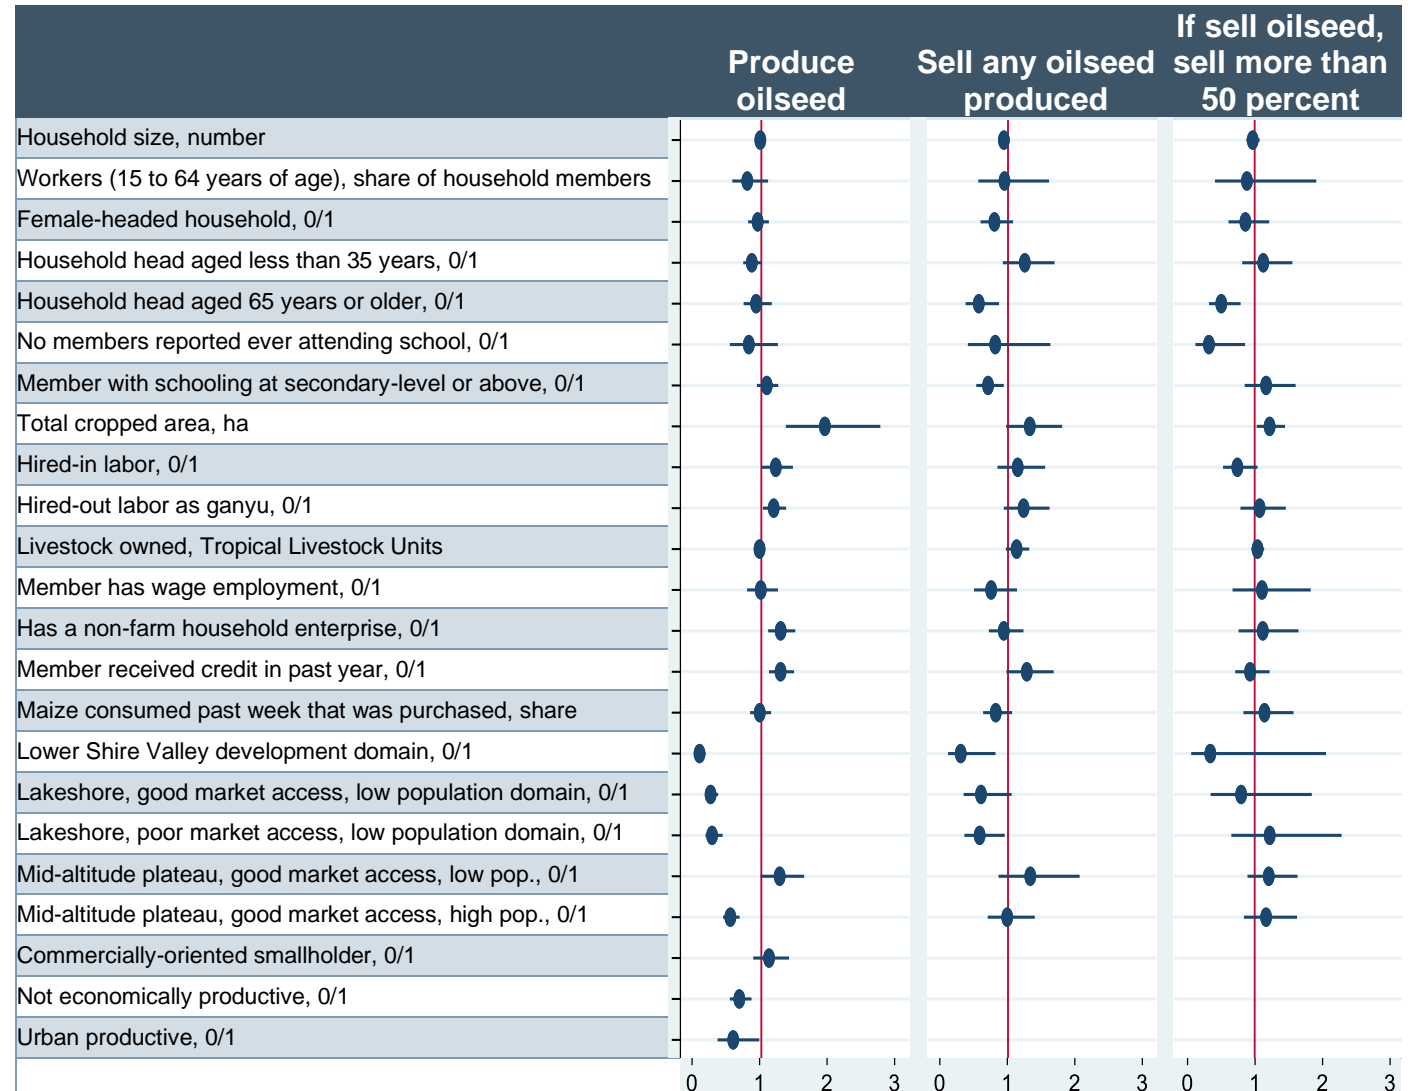 Produce
oilseed
Sell any oilseed
produced
If sell oilseed,
sell more than
50 percent
Household size, number
Workers (15 to 64 years of age), share of household members
Female-headed household, 0/1
Household head aged less than 35 years, 0/1
Household head aged 65 years or older, 0/1
No members reported ever attending school, 0/1
Member with schooling at secondary-level or above, 0/1
Total cropped area, ha
Hired-in labor, 0/1
Hired-out labor as ganyu, 0/1
Livestock owned, Tropical Livestock Units
Member has wage employment, 0/1
Has a non-farm household enterprise, 0/1
Member received credit in past year, 0/1
Maize consumed past week that was purchased, share
Lower Shire Valley development domain, 0/1
Lakeshore, good market access, low population domain, 0/1
Lakeshore, poor market access, low population domain, 0/1
Mid-altitude plateau, good market access, low pop., 0/1
Mid-altitude plateau, good market access, high pop., 0/1
Commercially-oriented smallholder, 0/1
Not economically productive, 0/1
Urban productive, 0/1
0 1 2 3 0 1 2 3 0 1 2 3